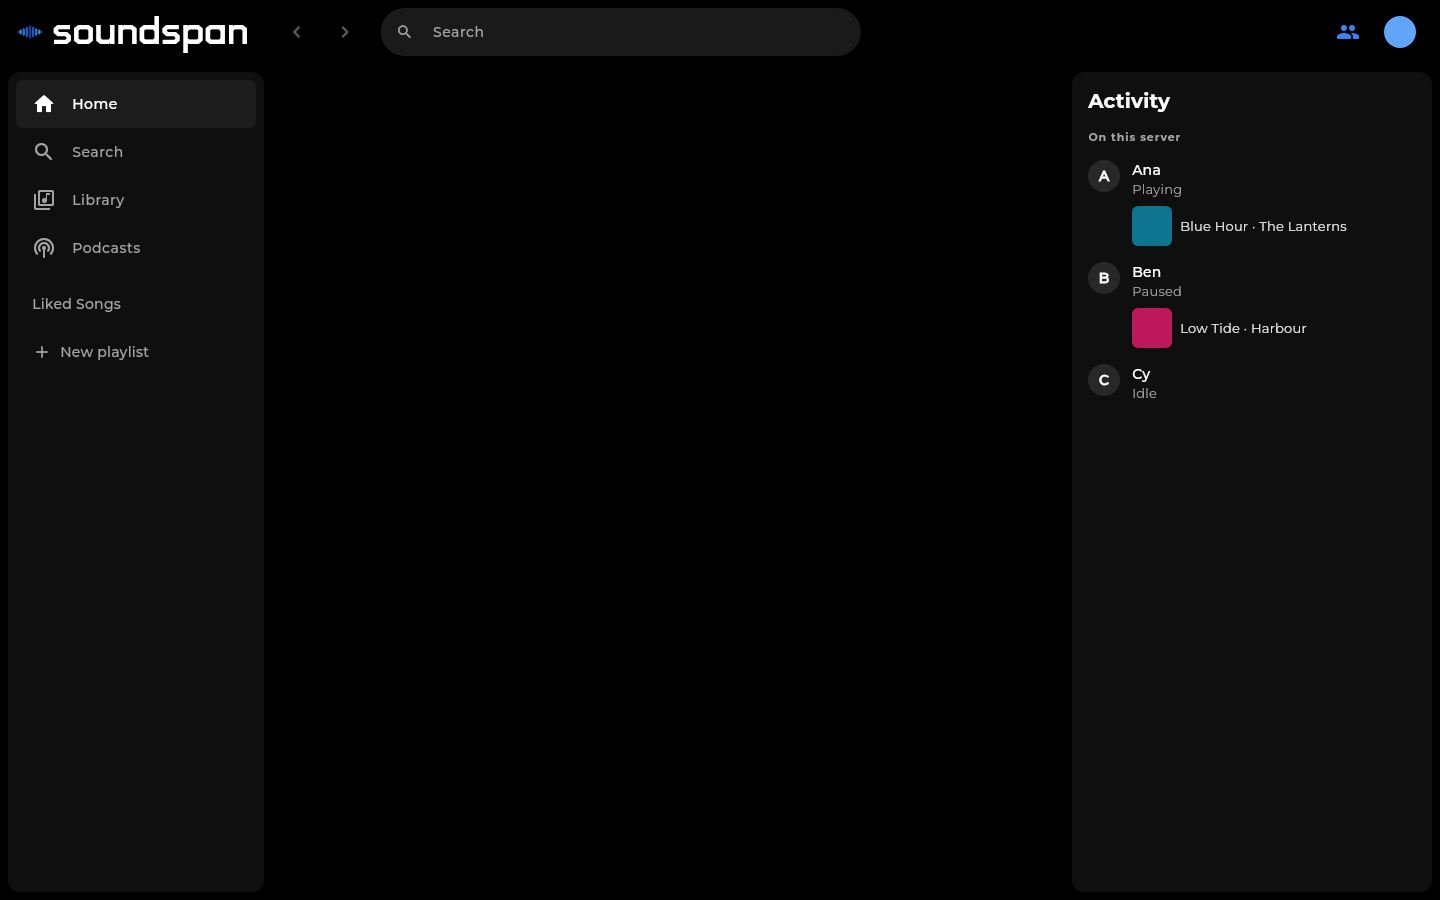 soundspan
Search
Home
Search
Library
Podcasts
Liked Songs
New playlist
Activity
On this server
A
Ana
Playing
Blue Hour · The Lanterns
B
Ben
Paused
Low Tide · Harbour
C
Cy
Idle